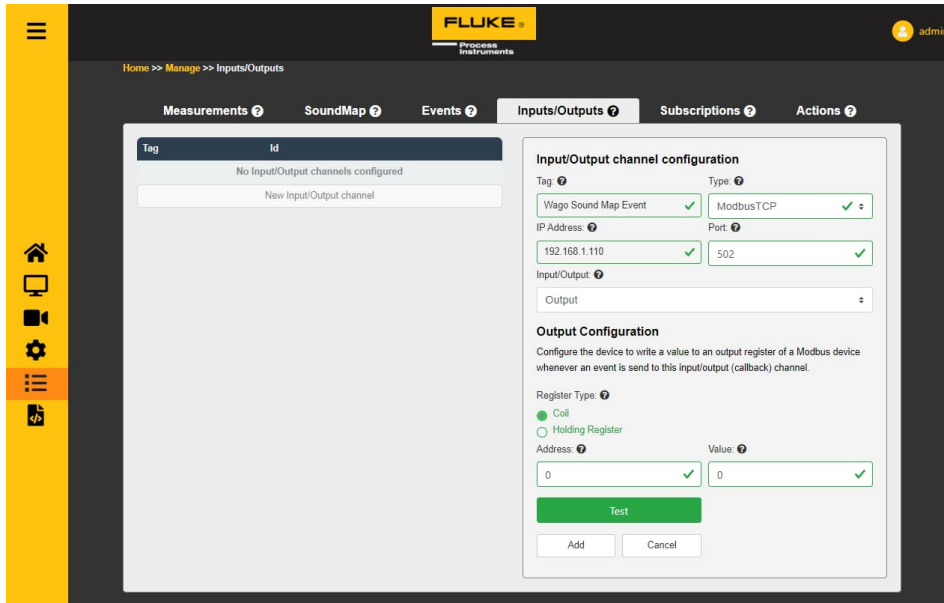 FLUKE ®
Process
Instruments
admi
Home >> Manage >> Inputs/Outputs
Measurements ? SoundMap ? Events ? Inputs/Outputs ? Subscriptions ? Actions ?
Tag Id
No Input/Output channels configured
New Input/Output channel
Input/Output channel configuration
Tag: ? Type: ?
Wago Sound Map Event ModbusTCP
IP Address: ? Port: ?
192.168.1.110 502
Input/Output: ?
Output
Output Configuration
Configure the device to write a value to an output register of a Modbus device
whenever an event is send to this input/output (callback) channel.
Register Type: ?
Coil
Holding Register
Address: ? Value: ?
0 0
Test
Add Cancel